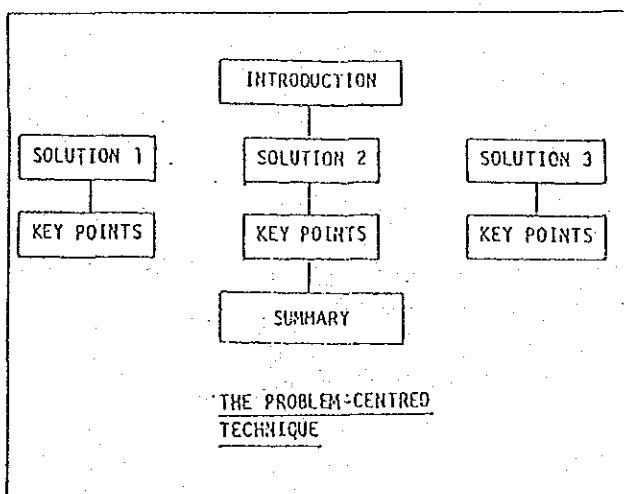 INTRODUCTION
SOLUTION 1
SOLUTION 2
SOLUTION 3
KEY POINTS
KEY POINTS
KEY POINTS
SUMMARY
THE PROBLEM-CENTRED
TECHNIQUE